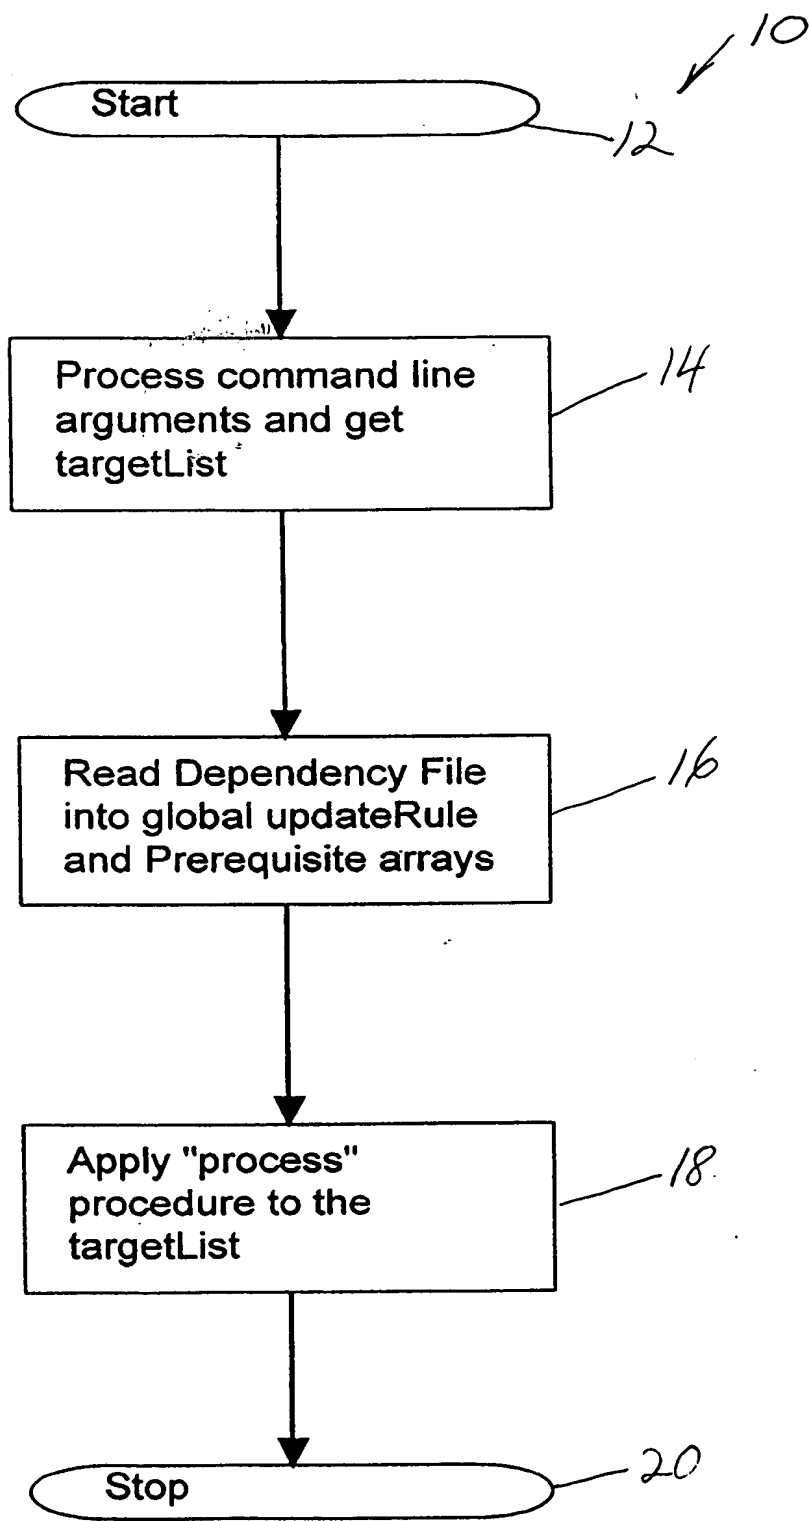 10
Start
12
Process command line
arguments and get
targetList
14
Read Dependency File
into global updateRule
and Prerequisite arrays
16
Apply "process"
procedure to the
targetList
18
Stop
20